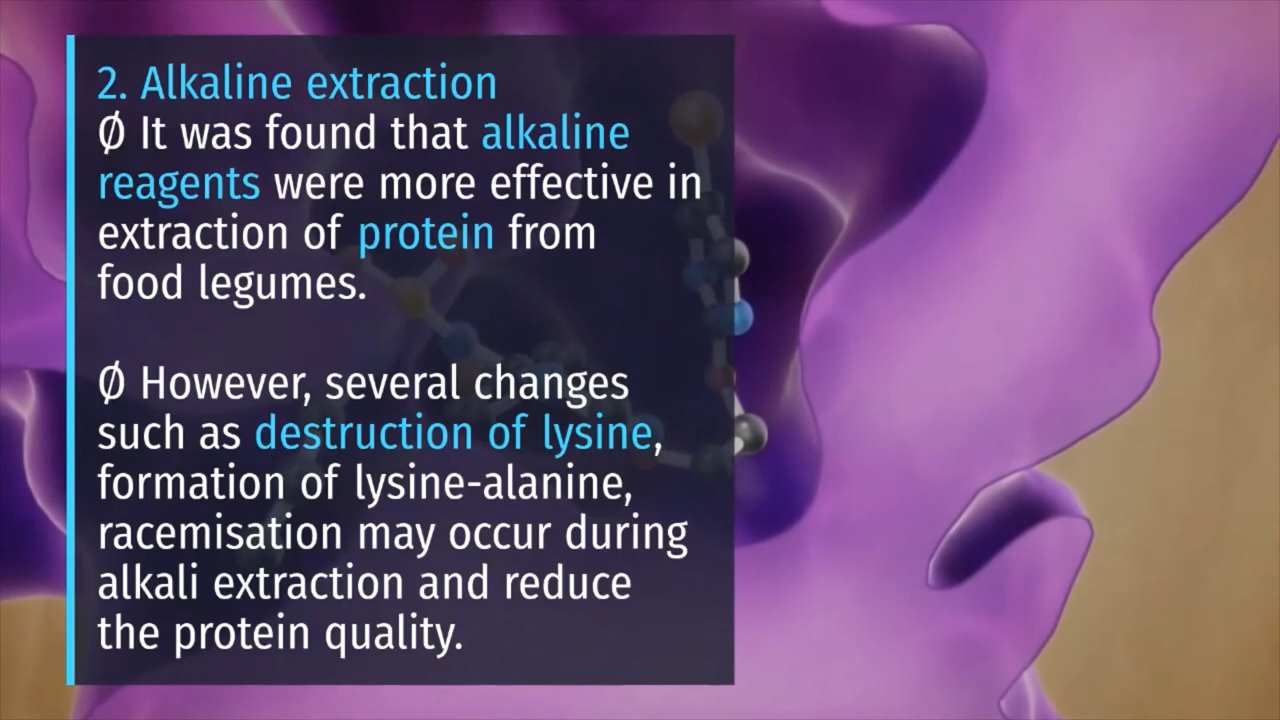 2. Alkaline extraction
Ø It was found that alkaline
reagents were more effective in
extraction of protein from
food legumes.
Ø However, several changes
such as destruction of lysine,
formation of lysine-alanine,
racemisation may occur during
alkali extraction and reduce
the protein quality.